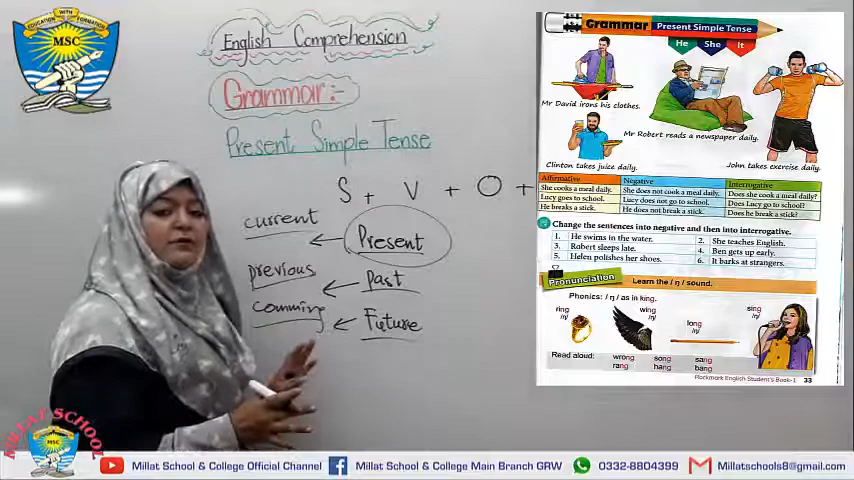 EDUCATION WITH FORMATION
MSC
English Comprehension
Grammar:-
Present Simple Tense
S + V + O +
current
Present
previous
Past
comming
Future
Grammar Present Simple Tense
He She It
Mr David irons his clothes.
Mr Robert reads a newspaper daily.
Clinton takes juice daily.
John takes exercise daily.
Affirmative Negative Interrogative
She cooks a meal daily. She does not cook a meal daily. Does she cook a meal daily?
Lucy goes to school. Lucy does not go to school. Does Lucy go to school?
He breaks a stick. He does not break a stick. Does he break a stick?
Change the sentences into negative and then into interrogative.
1. He swims in the water. 2. She teaches English.
3. Robert sleeps late. 4. Ben gets up early.
5. Helen polishes her shoes. 6. It barks at strangers.
Pronunciation Learn the /ŋ/ sound.
Phonics: /ŋ/ as in king.
ring /ŋ/ wing /ŋ/ long /ŋ/ sing /ŋ/
Read aloud: wrong song sang
rang hang bang
Rockmark English Student's Book-1 33
MILLAT SCHOOL
MSC
Millat School & College Official Channel Millat School & College Main Branch GRW 0332-8804399 Millatschools8@gmail.com